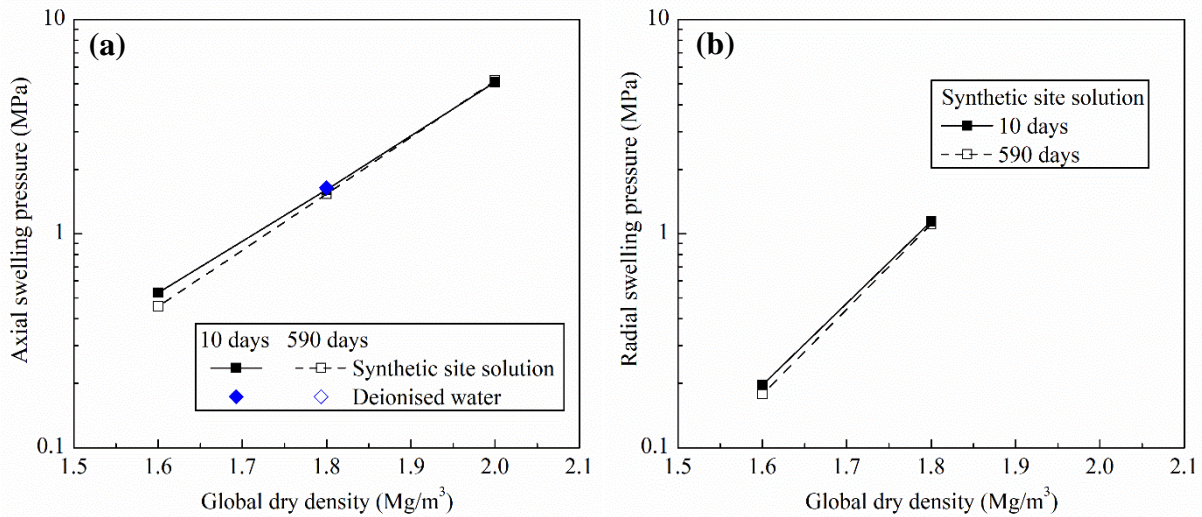 (a)
Axial swelling pressure (MPa)
10
1
0.1
10 days 590 days
Synthetic site solution
Deionised water
1.5 1.6 1.7 1.8 1.9 2.0 2.1
Global dry density (Mg/m³)
(b)
Radial swelling pressure (MPa)
10
1
0.1
Synthetic site solution
10 days
590 days
1.5 1.6 1.7 1.8 1.9 2.0 2.1
Global dry density (Mg/m³)